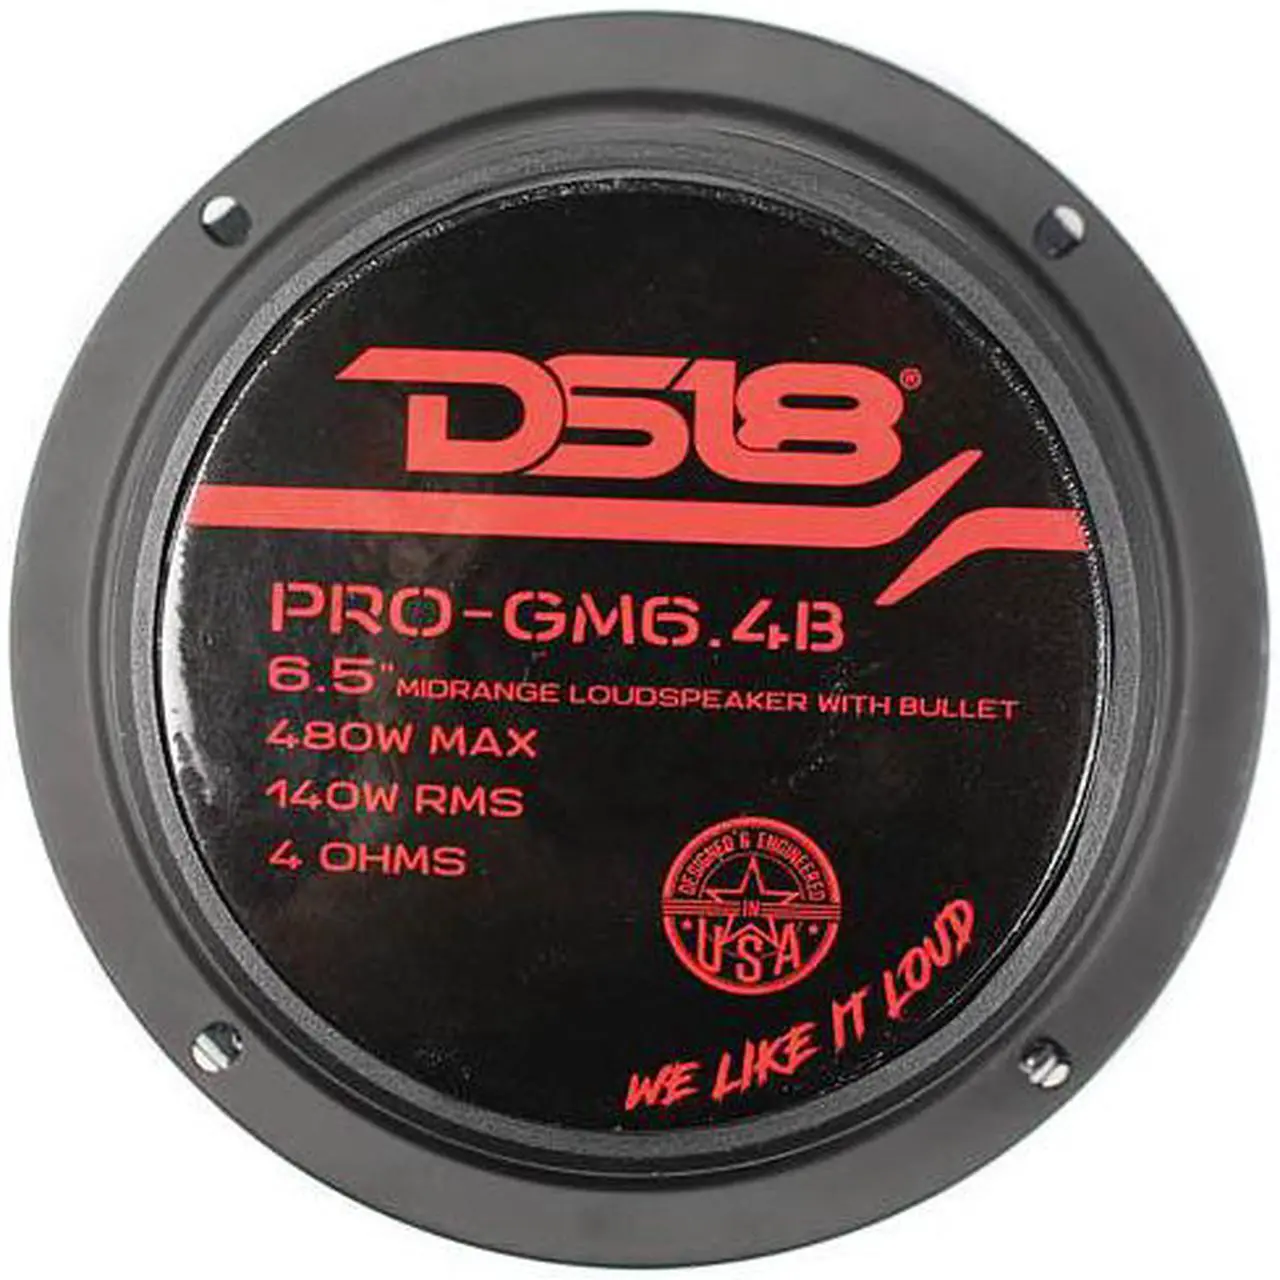 DS18®
PRO-GM6.4B
6.5" MIDRANGE LOUDSPEAKER WITH BULLET
480W MAX
140W RMS
4 OHMS
DESIGNED & ENGINEERED
IN
USA
WE LIKE IT LOUD